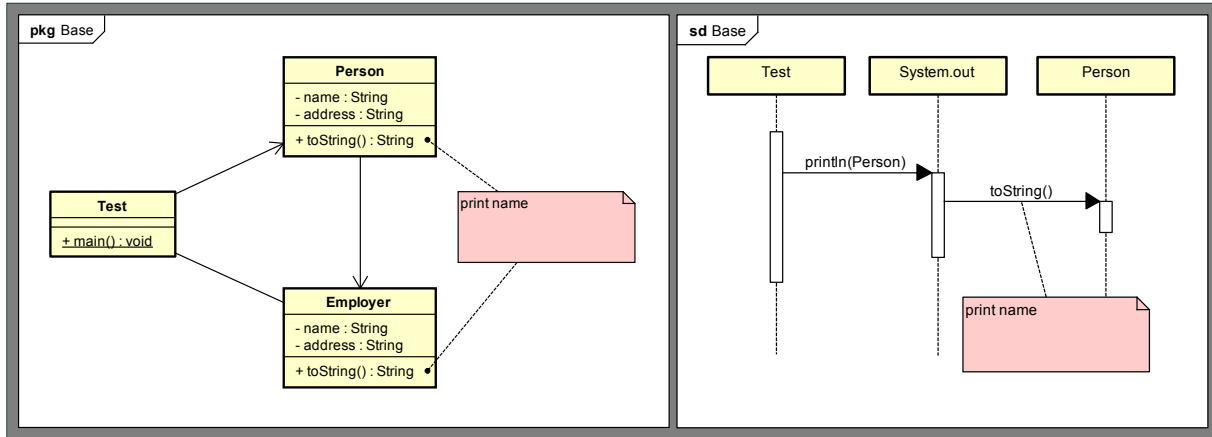 pkg Base
Person
- name : String
- address : String
+ toString() : String
Test
+ main() : void
print name
Employer
- name : String
- address : String
+ toString() : String
sd Base
Test
System.out
Person
println(Person)
toString()
print name